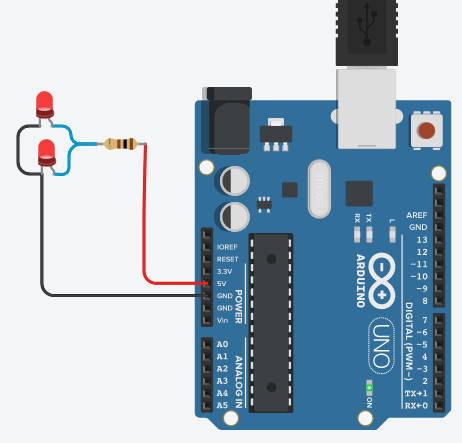 AREF
GND
13
12
~11
~10
~9
8
7
~6
~5
4
~3
2
TX→1
RX←0
DIGITAL (PWM~)
RX
TX
L
ARDUINO
UNO
ON
IOREF
RESET
3.3V
5V
GND
GND
Vin
POWER
A0
A1
A2
A3
A4
A5
ANALOG IN